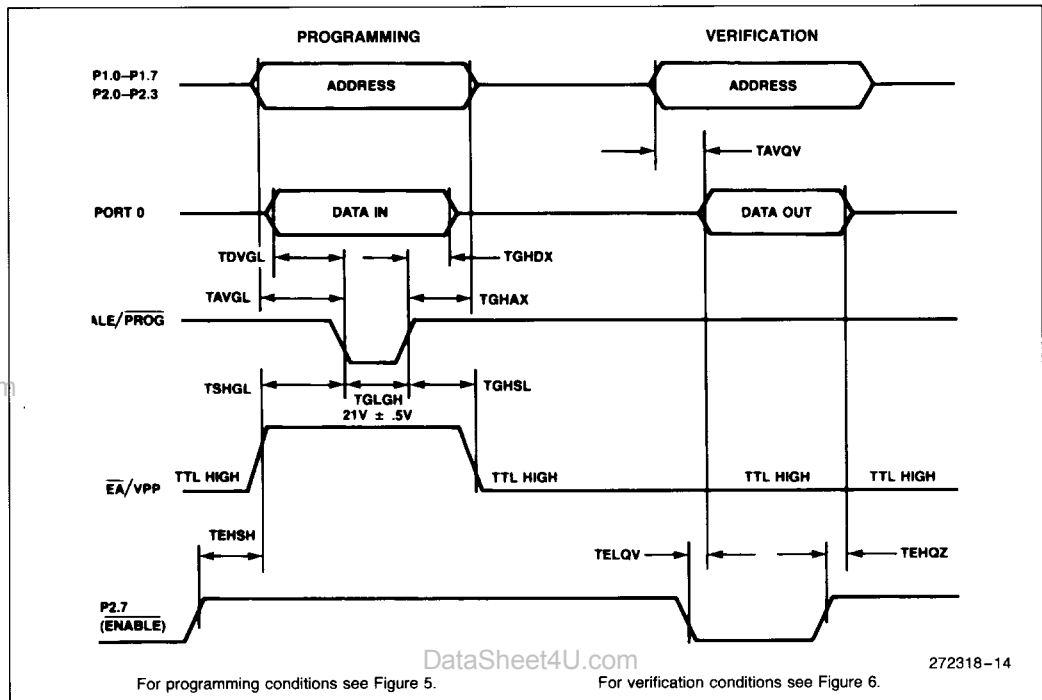 PROGRAMMING
VERIFICATION
P1.0–P1.7
P2.0–P2.3
ADDRESS
ADDRESS
TAVQV
PORT 0
DATA IN
DATA OUT
TDVGL
TGHDX
TAVGL
TGHAX
ALE/PROG
TSHGL
TGLGH
TGHSL
21V ± .5V
EA/VPP
TTL HIGH
TTL HIGH
TTL HIGH
TTL HIGH
TEHSH
TELQV
TEHQZ
P2.7
(ENABLE)
DataSheet4U.com
272318–14
For programming conditions see Figure 5.
For verification conditions see Figure 6.